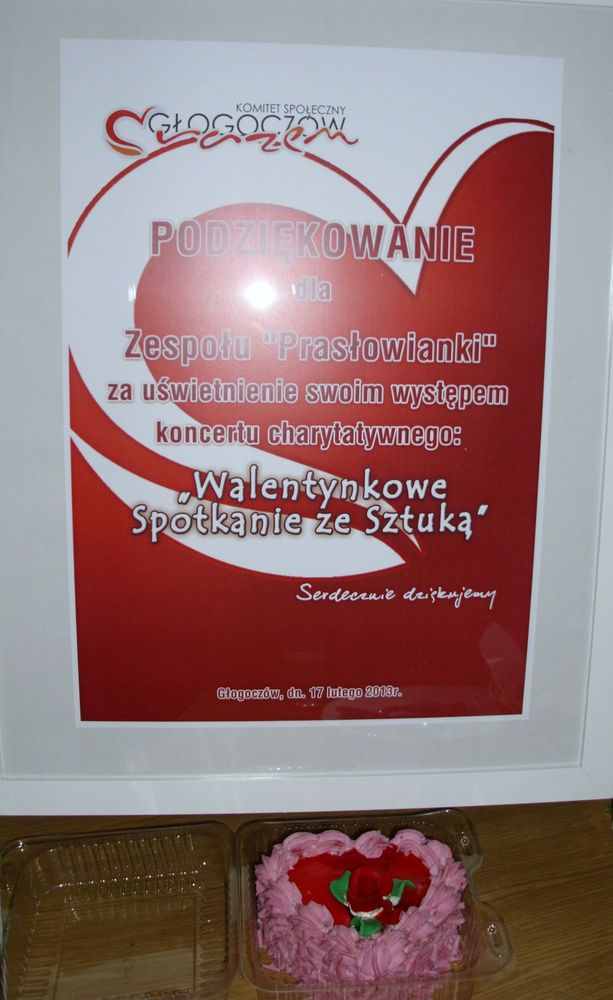 KOMITET SPOŁECZNY
GŁOGOCZÓW
razem
PODZIĘKOWANIE
dla
Zespołu "Prasłowianki"
za uświetnienie swoim występem
koncertu charytatywnego:
„Walentynkowe
Spotkanie ze Sztuką"
Serdecznie dziękujemy
Głogoczów, dn. 17 lutego 2013r.